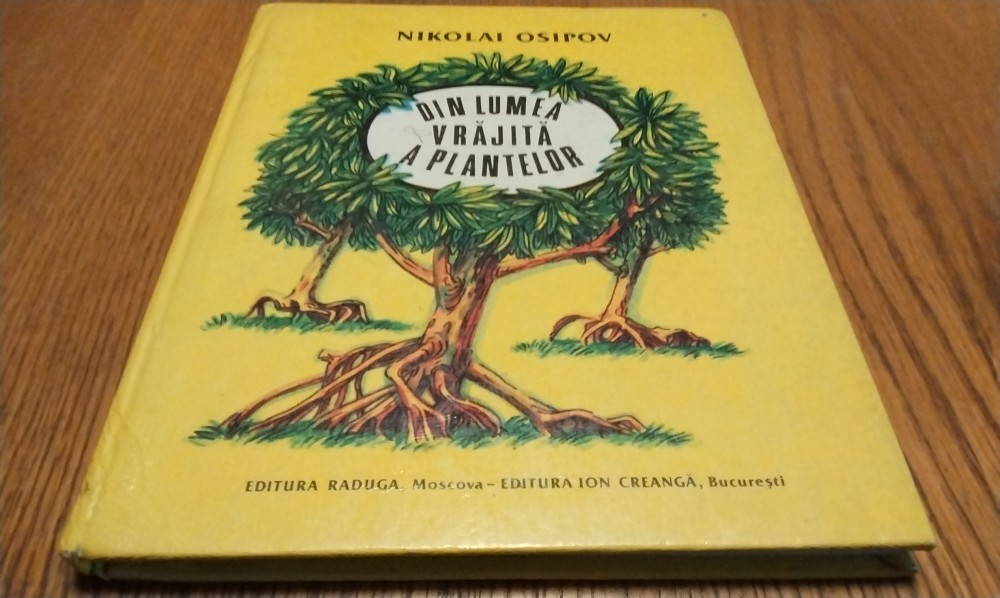 NIKOLAI OSIPOV
DIN LUMEA
VRĂJITĂ
A PLANTELOR
EDITURA RADUGA, Moscova – EDITURA ION CREANGĂ, București